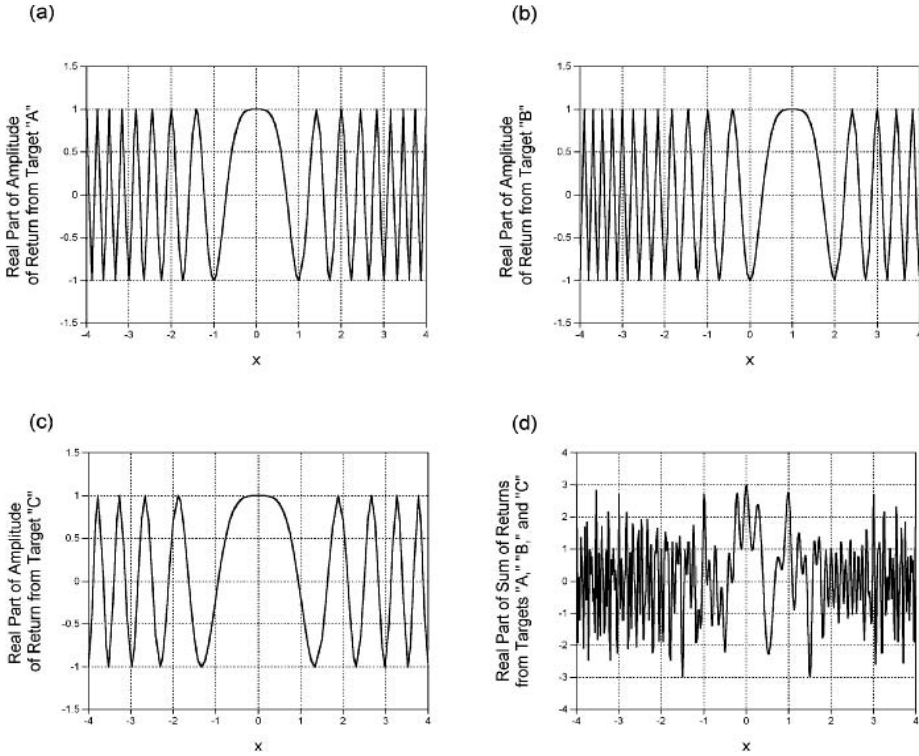 (a)
Real Part of Amplitude
of Return from Target "A"
1.5
1
0.5
0
-0.5
-1
-1.5
-4 -3 -2 -1 0 1 2 3 4
x
(b)
Real Part of Amplitude
of Return from Target "B"
1.5
1
0.5
0
-0.5
-1
-1.5
-4 -3 -2 -1 0 1 2 3 4
x
(c)
Real Part of Amplitude
of Return from Target "C"
1.5
1
0.5
0
-0.5
-1
-1.5
-4 -3 -2 -1 0 1 2 3 4
x
(d)
Real Part of Sum of Returns
from Targets "A," "B," and "C"
4
3
2
1
0
-1
-2
-3
-4
-4 -3 -2 -1 0 1 2 3 4
x